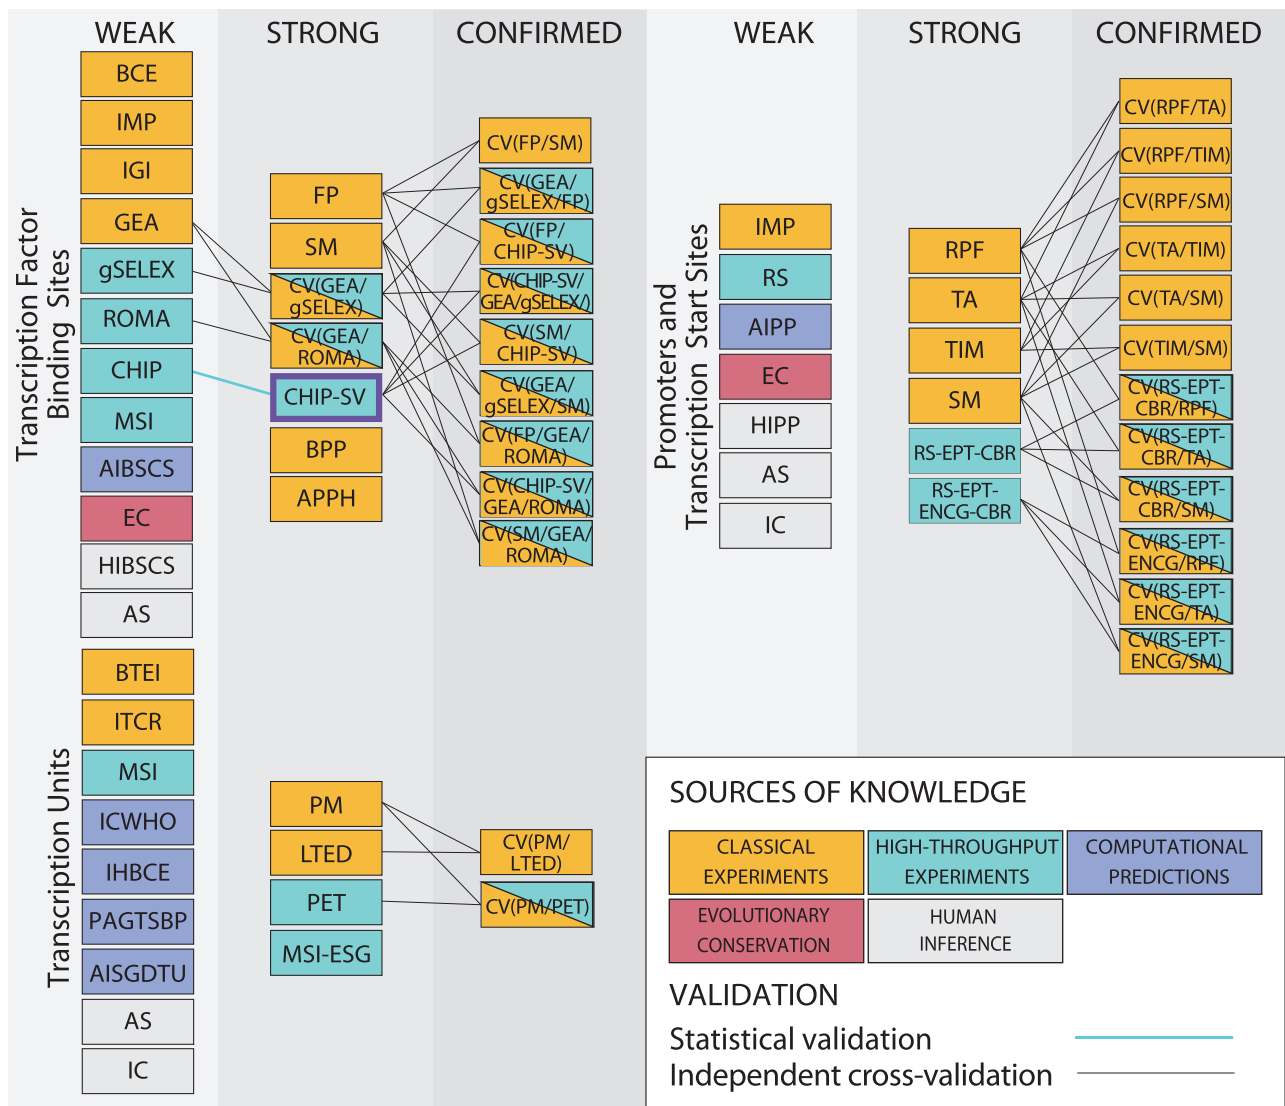 WEAK
STRONG
CONFIRMED
Transcription Factor
Binding Sites
BCE
IMP
IGI
GEA
gSELEX
ROMA
CHIP
MSI
AIBSCS
EC
HIBSCS
AS
FP
SM
CV(GEA/
gSELEX)
CV(GEA/
ROMA)
CHIP-SV
BPP
APPH
CV(FP/SM)
CV(GEA/
gSELEX/FP)
CV(FP/
CHIP-SV)
CV(CHIP-SV/
GEA/gSELEX/)
CV(SM/
CHIP-SV)
CV(GEA/
gSELEX/SM)
CV(FP/GEA/
ROMA)
CV(CHIP-SV/
GEA/ROMA)
CV(SM/GEA/
ROMA)
Transcription Units
BTEI
ITCR
MSI
ICWHO
IHBCE
PAGTSBP
AISGDTU
AS
IC
PM
LTED
PET
MSI-ESG
CV(PM/
LTED)
CV(PM/PET)
WEAK
STRONG
CONFIRMED
Promoters and
Transcription Start Sites
IMP
RS
AIPP
EC
HIPP
AS
IC
RPF
TA
TIM
SM
RS-EPT-CBR
RS-EPT-
ENCG-CBR
CV(RPF/TA)
CV(RPF/TIM)
CV(RPF/SM)
CV(TA/TIM)
CV(TA/SM)
CV(TIM/SM)
CV(RS-EPT-
CBR/RPF)
CV(RS-EPT-
CBR/TA)
CV(RS-EPT-
CBR/SM)
CV(RS-EPT-
ENCG/RPF)
CV(RS-EPT-
ENCG/TA)
CV(RS-EPT-
ENCG/SM)
SOURCES OF KNOWLEDGE
CLASSICAL
EXPERIMENTS
HIGH-THROUGHPUT
EXPERIMENTS
COMPUTATIONAL
PREDICTIONS
EVOLUTIONARY
CONSERVATION
HUMAN
INFERENCE
VALIDATION
Statistical validation
Independent cross-validation